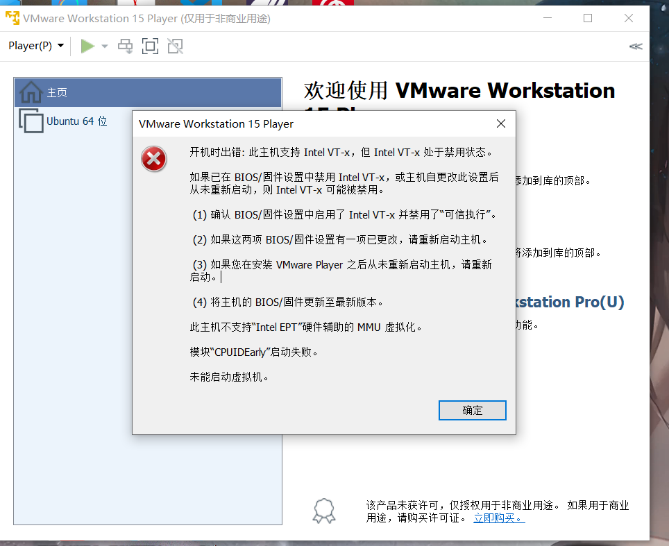 VMware Workstation 15 Player (仅用于非商业用途)
Player(P)
主页
Ubuntu 64 位
欢迎使用 VMware Workstation
15 Pl
添加到库的顶部。
将添加到库的顶部。
kstation Pro(U)
功能。
VMware Workstation 15 Player
开机时出错: 此主机支持 Intel VT-x，但 Intel VT-x 处于禁用状态。
如果已在 BIOS/固件设置中禁用 Intel VT-x，或主机自更改此设置后
从未重新启动，则 Intel VT-x 可能被禁用。
(1) 确认 BIOS/固件设置中启用了 Intel VT-x 并禁用了“可信执行”。
(2) 如果这两项 BIOS/固件设置有一项已更改，请重新启动主机。
(3) 如果您在安装 VMware Player 之后从未重新启动主机，请重新
启动。
(4) 将主机的 BIOS/固件更新至最新版本。
此主机不支持“Intel EPT”硬件辅助的 MMU 虚拟化。
模块“CPUIDEarly”启动失败。
未能启动虚拟机。
确定
该产品未获许可，仅授权用于非商业用途。 如果用于商业
用途，请购买许可证。 立即购买。